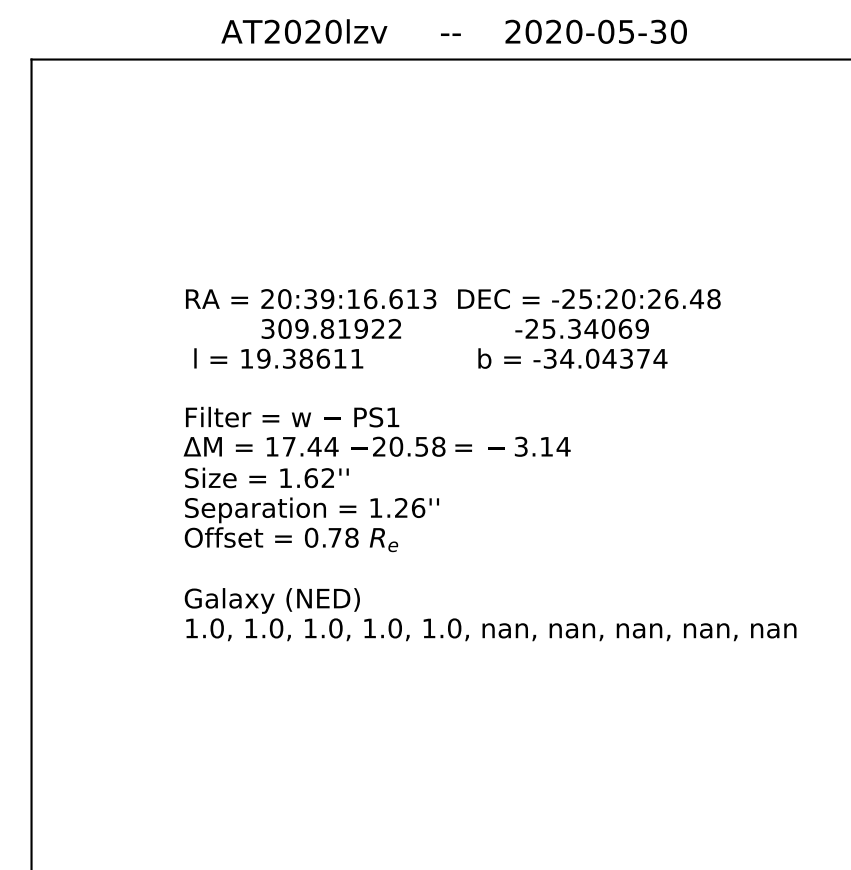 AT2020lzv -- 2020-05-30
RA = 20:39:16.613 DEC = -25:20:26.48
309.81922 -25.34069
l = 19.38611 b = -34.04374
Filter = w − PS1
ΔM = 17.44 −20.58 = − 3.14
Size = 1.62''
Separation = 1.26''
Offset = 0.78 Re
Galaxy (NED)
1.0, 1.0, 1.0, 1.0, 1.0, nan, nan, nan, nan, nan